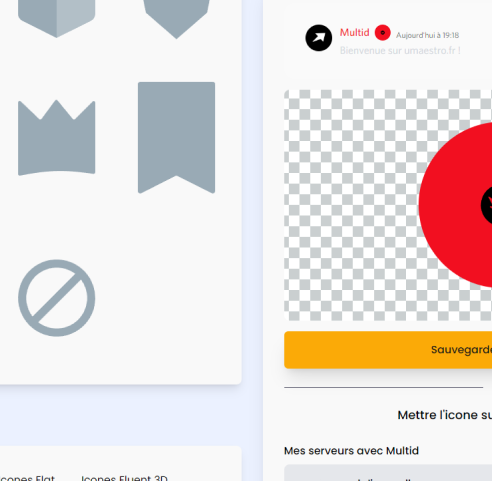 Multid Aujourd'hui à 19:18
Bienvenue sur umaestro.fr !
Sauvegarde
Mettre l'icone su
Mes serveurs avec Multid
cones Flat
Icones Fluent 3D